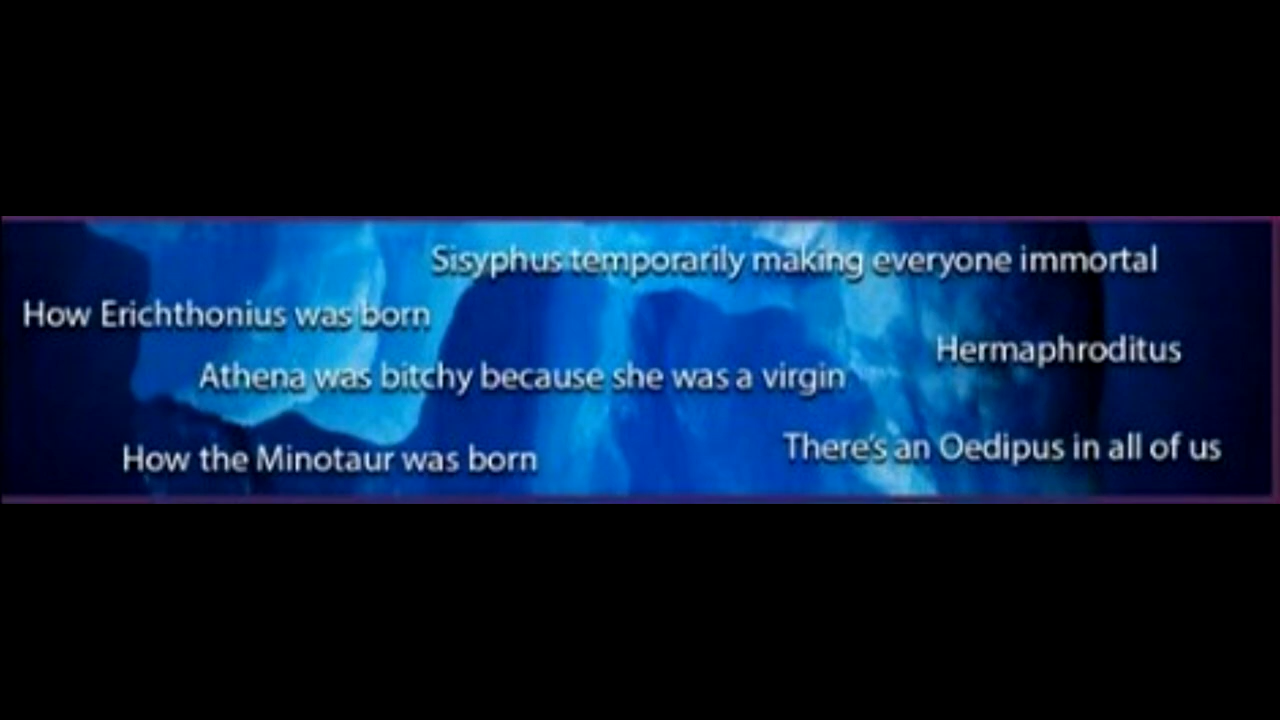 Sisyphus temporarily making everyone immortal
How Erichthonius was born
Hermaphroditus
Athena was bitchy because she was a virgin
There's an Oedipus in all of us
How the Minotaur was born